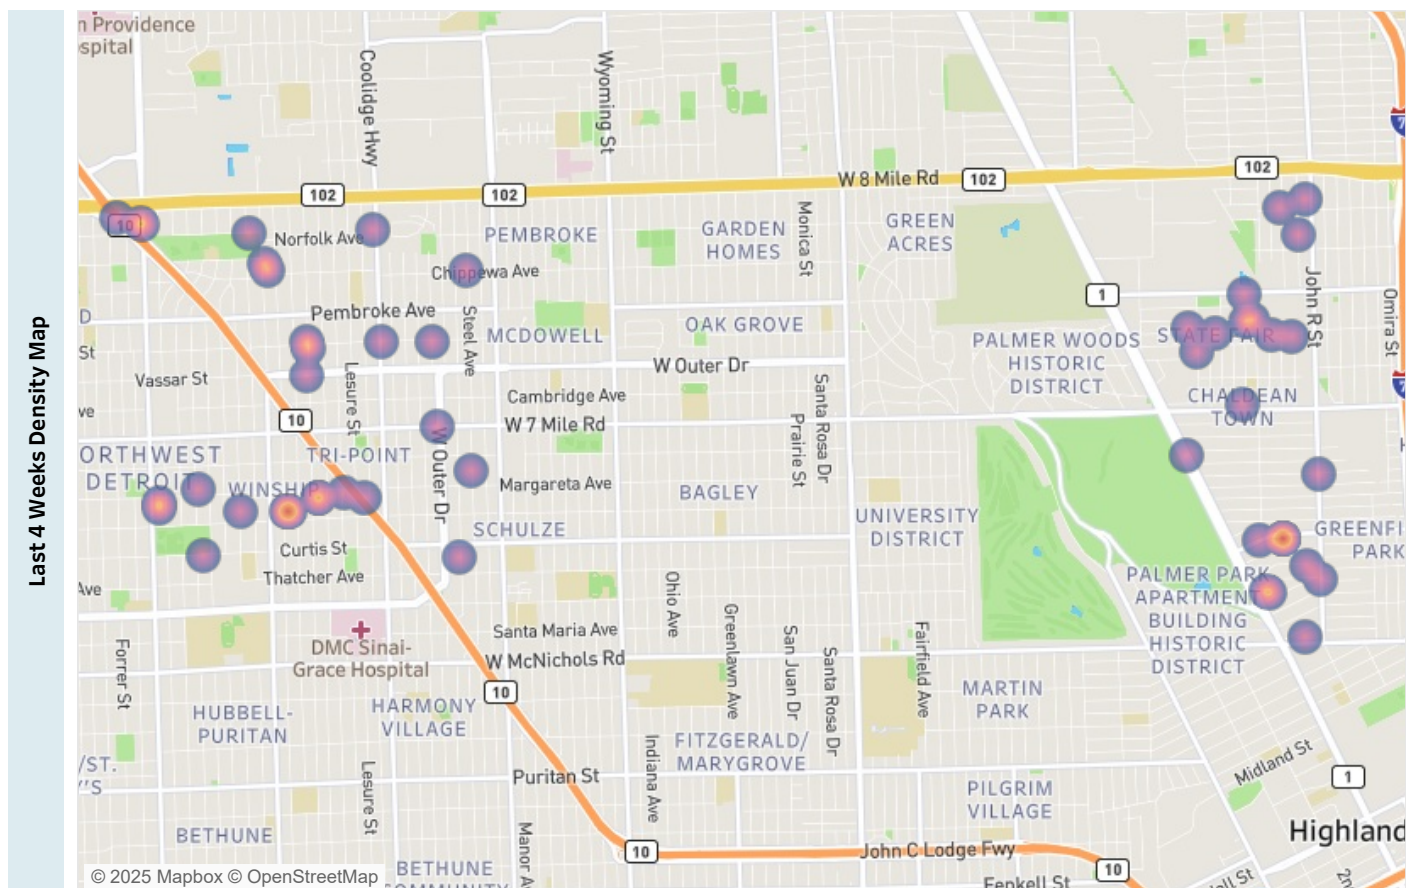 Last 4 Weeks Density Map
n Providence
spital
Coolidge Hwy
Wyoming St
W 8 Mile Rd
102
102
102
102
10
Norfolk Ave
PEMBROKE
GARDEN
HOMES
Monica St
GREEN
ACRES
Chippewa Ave
Pembroke Ave
1
John R St
Omira St
D
St
Steel Ave
MCDOWELL
OAK GROVE
PALMER WOODS
HISTORIC
DISTRICT
STATE FAIR
Vassar St
Lesure St
W Outer Dr
Cambridge Ave
Santa Rosa Dr
CHALDEAN
TOWN
ve
10
W 7 Mile Rd
Prairie St
ORTHWEST
DETROIT
TRI-POINT
W Outer Dr
WINSHIP
Margareta Ave
BAGLEY
SCHULZE
UNIVERSITY
DISTRICT
GREENFI
PARK
Curtis St
Thatcher Ave
Ave
Ohio Ave
PALMER PARK
APARTMENT
BUILDING
HISTORIC
DISTRICT
Greenlawn Ave
San Juan Dr
Santa Rosa Dr
Fairfield Ave
Forrer St
DMC Sinai-
Grace Hospital
Santa Maria Ave
W McNichols Rd
10
MARTIN
PARK
HUBBELL-
PURITAN
HARMONY
VILLAGE
FITZGERALD/
MARYGROVE
Indiana Ave
/ST.
Y'S
Lesure St
Puritan St
PILGRIM
VILLAGE
Midland St
1
Highland
BETHUNE
Manor A
10
John C Lodge Fwy
10
BETHUNE
COMMUNITY
Fenkell St
ell St
© 2025 Mapbox © OpenStreetMap